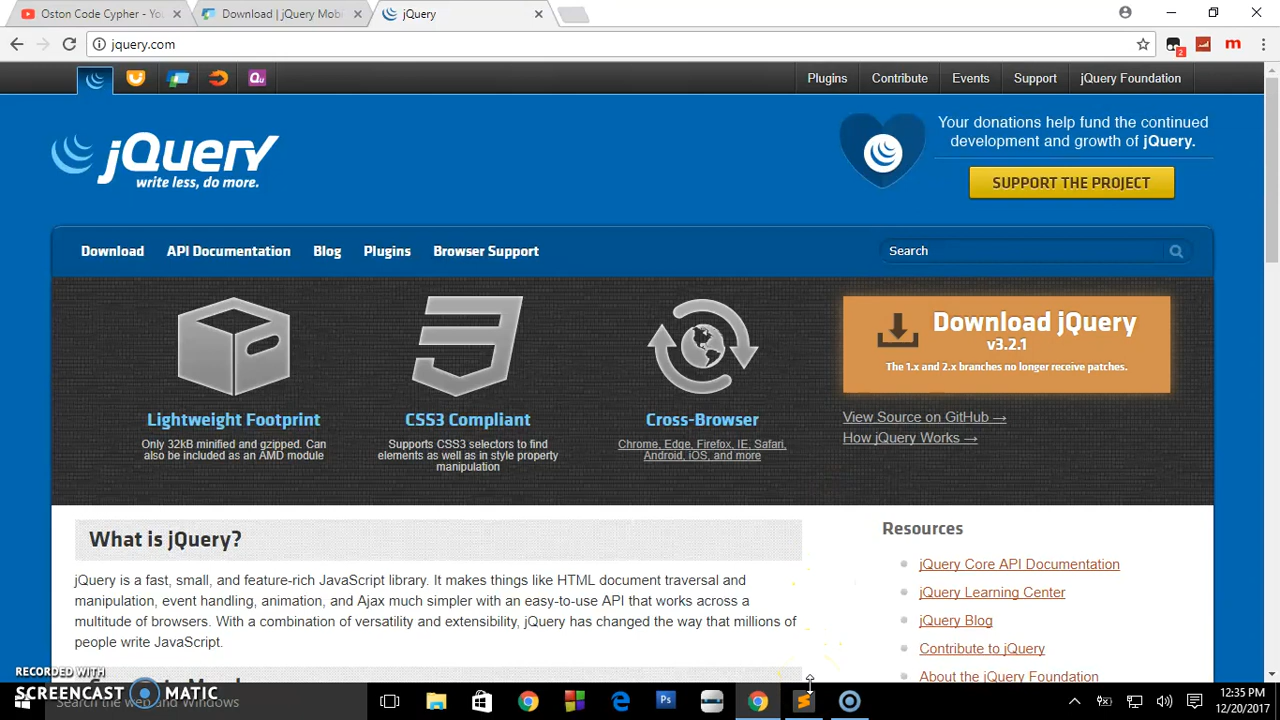 Oston Code Cypher - Yo
Download | jQuery Mobi
jQuery
jquery.com
2
m
Qu
Plugins
Contribute
Events
Support
jQuery Foundation
jQuery
write less, do more.
Your donations help fund the continued
development and growth of jQuery.
SUPPORT THE PROJECT
Download
API Documentation
Blog
Plugins
Browser Support
Search
Lightweight Footprint
Only 32kB minified and gzipped. Can
also be included as an AMD module
CSS3 Compliant
Supports CSS3 selectors to find
elements as well as in style property
manipulation
Cross-Browser
Chrome, Edge, Firefox, IE, Safari,
Android, iOS, and more
Download jQuery
v3.2.1
The 1.x and 2.x branches no longer receive patches.
View Source on GitHub →
How jQuery Works →
What is jQuery?
jQuery is a fast, small, and feature-rich JavaScript library. It makes things like HTML document traversal and
manipulation, event handling, animation, and Ajax much simpler with an easy-to-use API that works across a
multitude of browsers. With a combination of versatility and extensibility, jQuery has changed the way that millions of
people write JavaScript.
Resources
jQuery Core API Documentation
jQuery Learning Center
jQuery Blog
Contribute to jQuery
About the jQuery Foundation
RECORDED WITH
SCREENCAST MATIC
Search the web and Windows
Ps
12:35 PM
12/20/2017